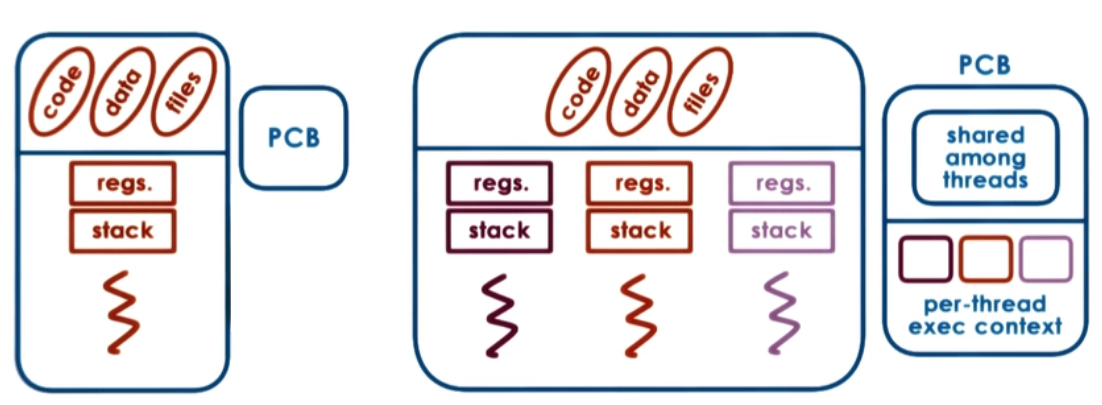 code data files
PCB
regs.
stack
code data files
regs. regs. regs.
stack stack stack
PCB
shared
among
threads
per-thread
exec context